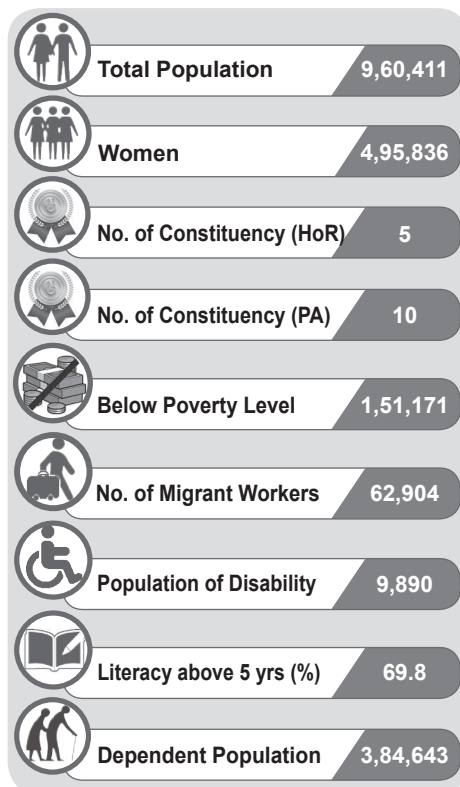 Total Population 9,60,411
Women 4,95,836
No. of Constituency (HoR) 5
No. of Constituency (PA) 10
Below Poverty Level 1,51,171
No. of Migrant Workers 62,904
Population of Disability 9,890
Literacy above 5 yrs (%) 69.8
Dependent Population 3,84,643